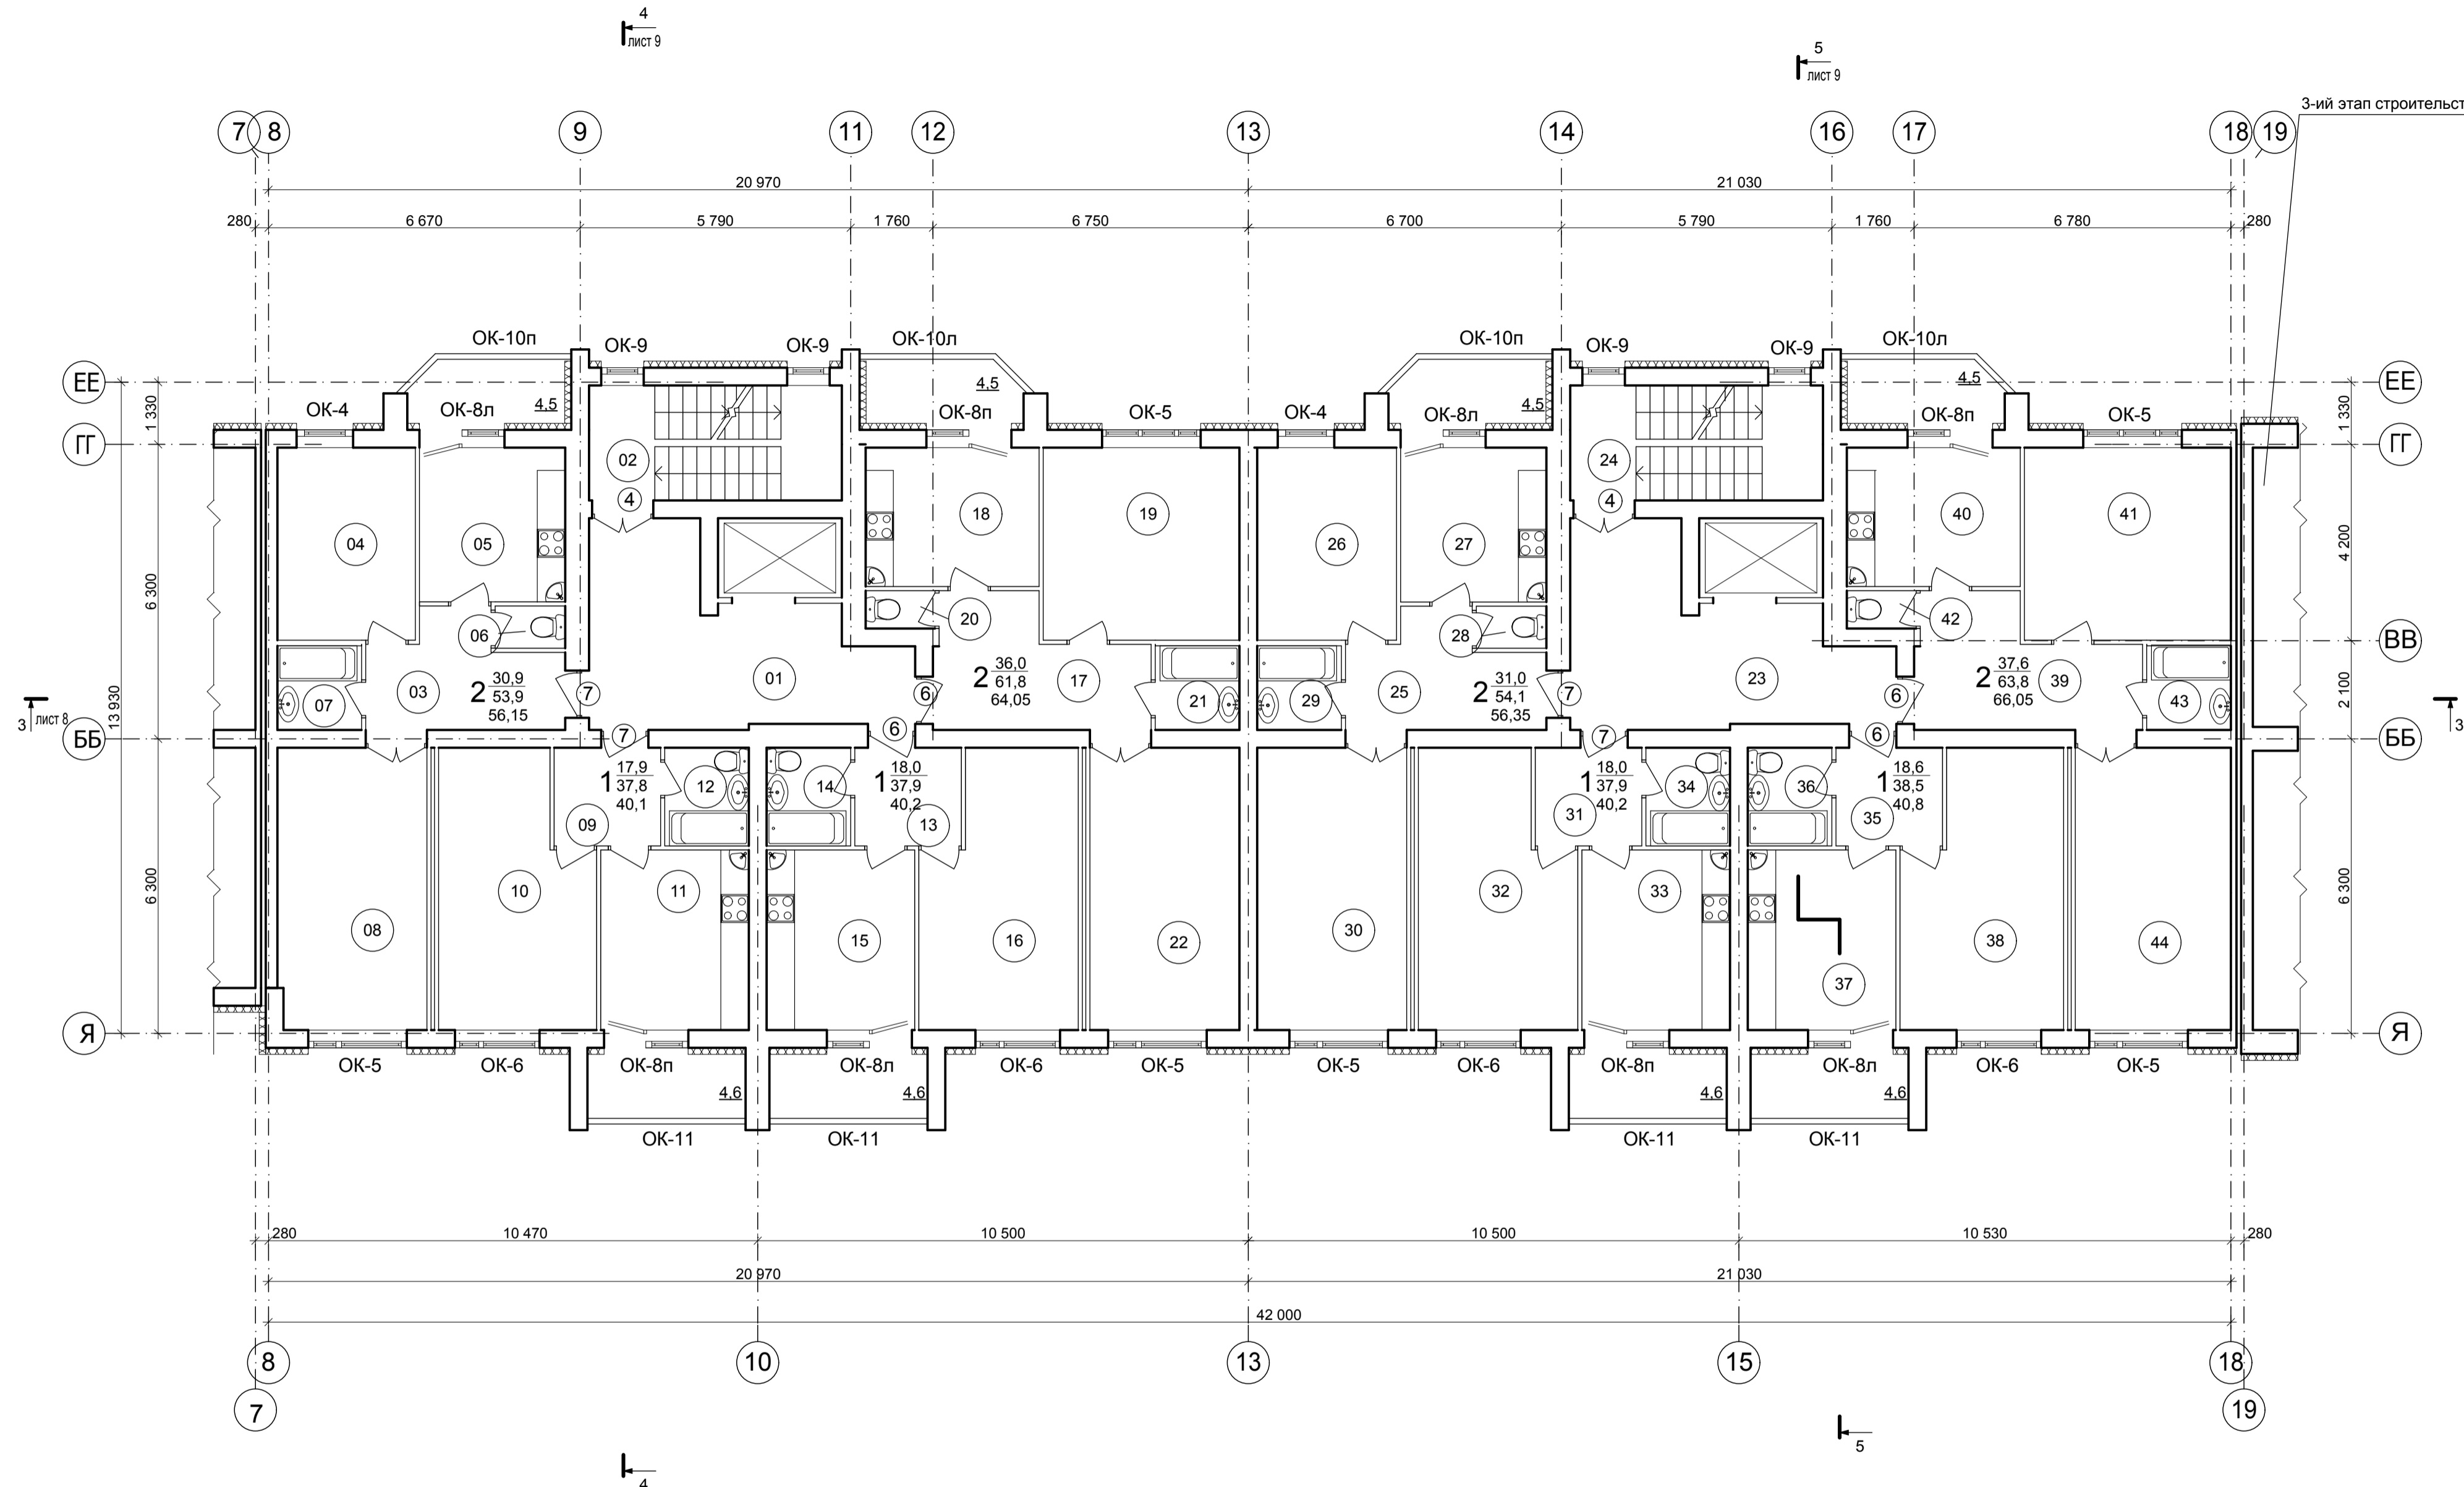 4
лист 9
5
лист 9
3-ий этап строительст
7 8 9 11 12 13 14 16 17 18 19
20 970 21 030
280 6 670 5 790 1 760 6 750 6 700 5 790 1 760 6 780 280
ОК-10п ОК-9 ОК-9 ОК-10л ОК-10п ОК-9 ОК-9 ОК-10л
ЕЕ ЕЕ
4,5 4,5 4,5 4,5
ОК-4 ОК-8л ОК-8п ОК-5 ОК-4 ОК-8л ОК-8п ОК-5
1 330 1 330
ГГ ГГ
02 24
4 4
04 05 18 19 26 27 40 41
6 300 4 200
06 20 28 42
ВВ
03 07 01 17 21 29 25 23 39 43
2 30,9
53,9
56,15
2 36,0
61,8
64,05
2 31,0
54,1
56,35
2 37,6
63,8
66,05
7 6 7 6
13 930 2 100
3 лист 8
3
ББ ББ
7 6 7 6
1 17,9
37,8
40,1
1 18,0
37,9
40,2
1 18,0
37,9
40,2
1 18,6
38,5
40,8
12 14 34 36
09 13 31 35
6 300 6 300
10 11 32 33
08 15 16 22 30 38 44
37
Я Я
ОК-5 ОК-6 ОК-8п ОК-8л ОК-6 ОК-5 ОК-5 ОК-6 ОК-8п ОК-8л ОК-6 ОК-5
4,6 4,6 4,6 4,6
ОК-11 ОК-11 ОК-11 ОК-11
280 10 470 10 500 10 500 10 530 280
20 970 21 030
42 000
8 10 13 15 18
7 19
5
4